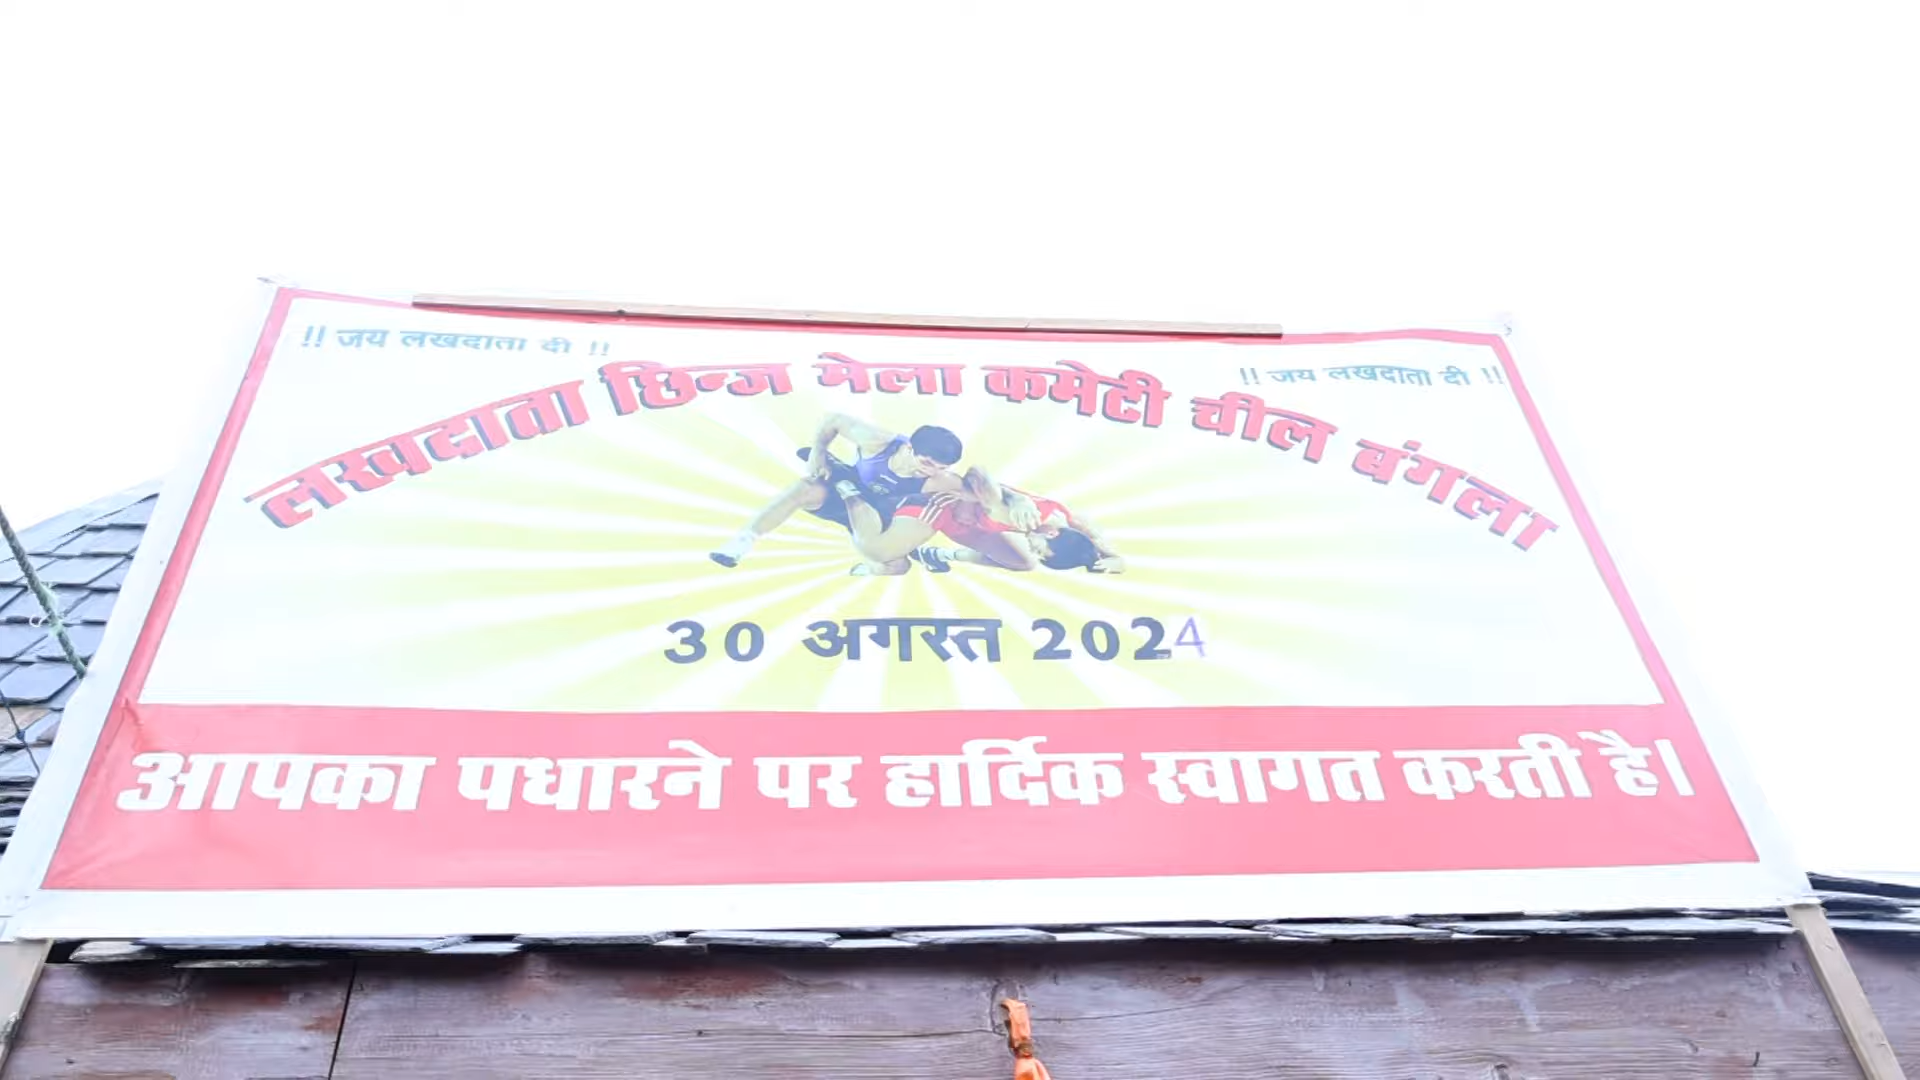 !! जय लखदाता दी !!
!! जय लखदाता दी !!
लखदाता छिन्ज मेला कमेटी चील बंगला
30 अगस्त 2024
आपका पधारने पर हार्दिक स्वागत करती है।